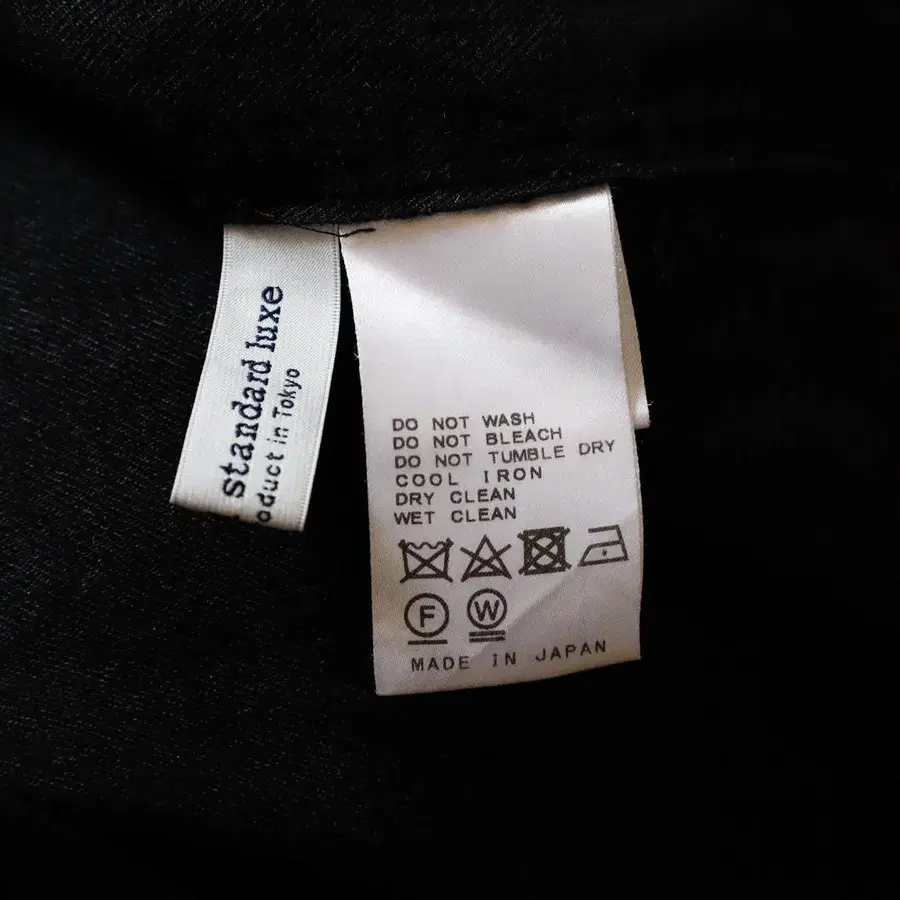 standard luxe
in Tokyo
DO NOT WASH
DO NOT BLEACH
DO NOT TUMBLE DRY
COOL IRON
DRY CLEAN
WET CLEAN
F W
MADE IN JAPAN